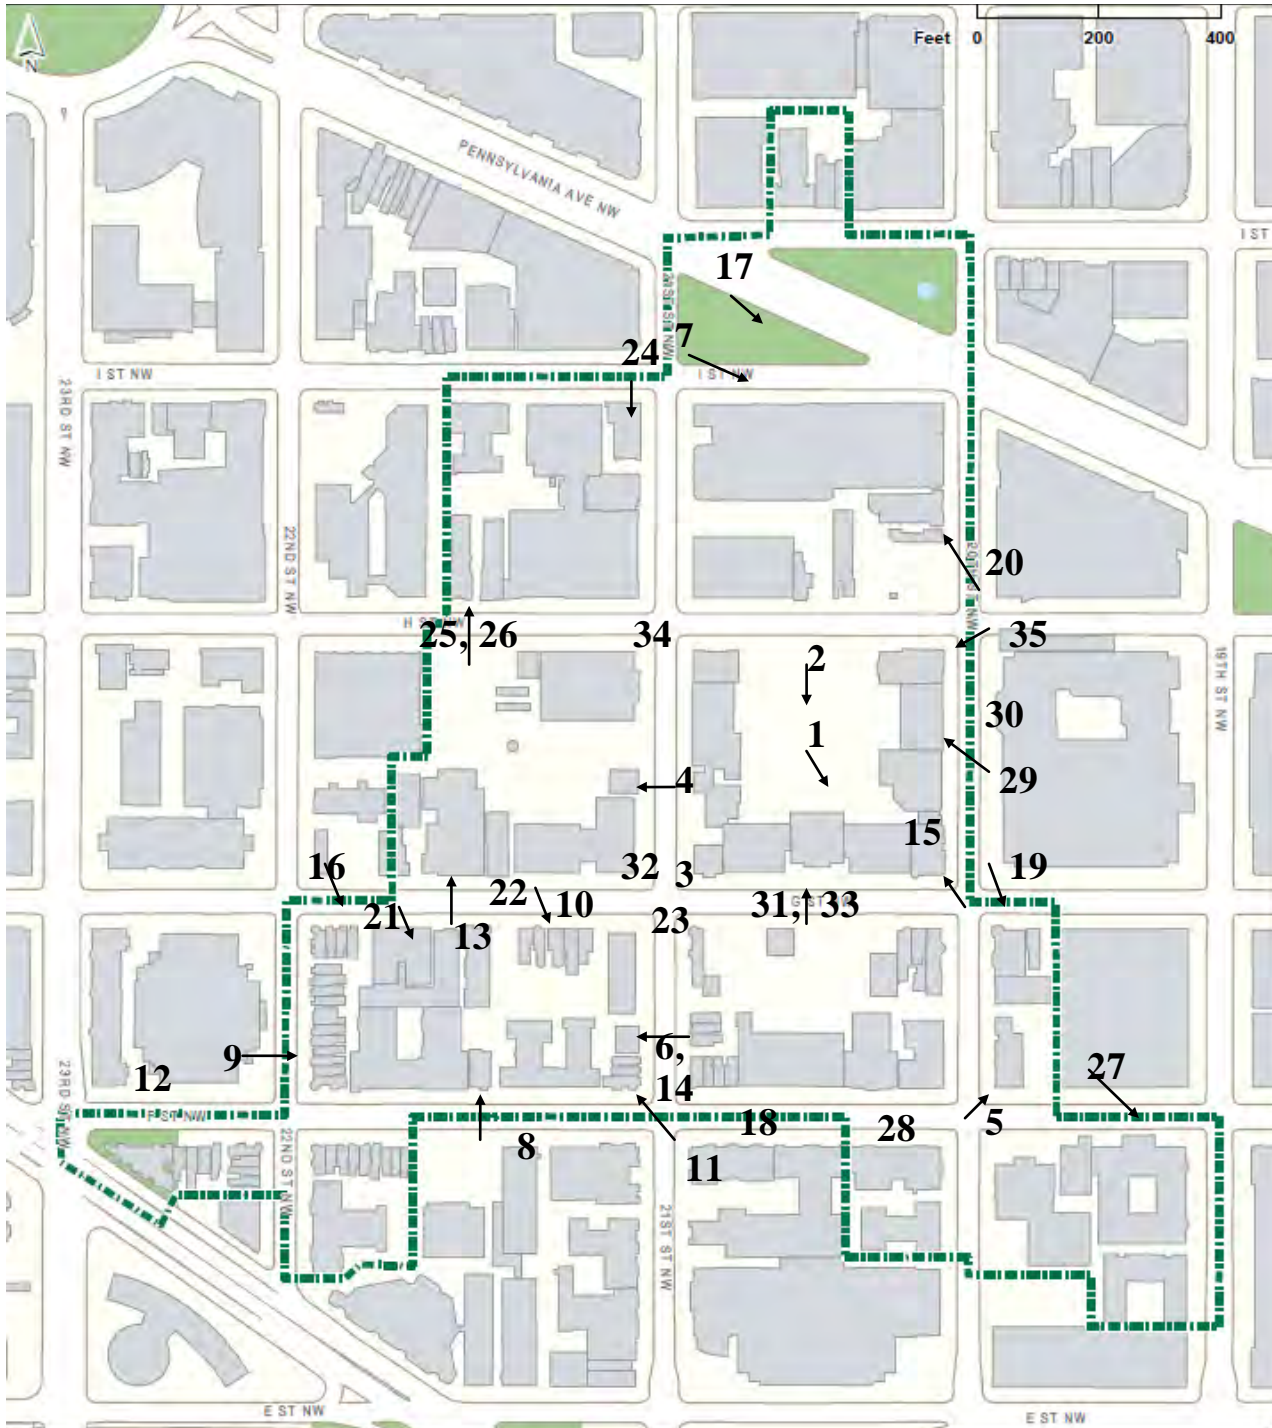 Feet 0 200 400
N
PENNSYLVANIA AVE NW
I ST
17
21ST ST NW
7
24
I ST NW
I ST NW
23RD ST NW
22ND ST NW
20TH ST NW
20
H ST NW
25, 26
34
35
2
19TH ST NW
30
1
4
29
15
16
32
3
19
22
10
31, 33
G ST NW
21
13
23
9
6,
14
12
27
23RD ST NW
F ST NW
18
28
5
8
11
22ND ST NW
21ST ST NW
E ST NW
E ST NW